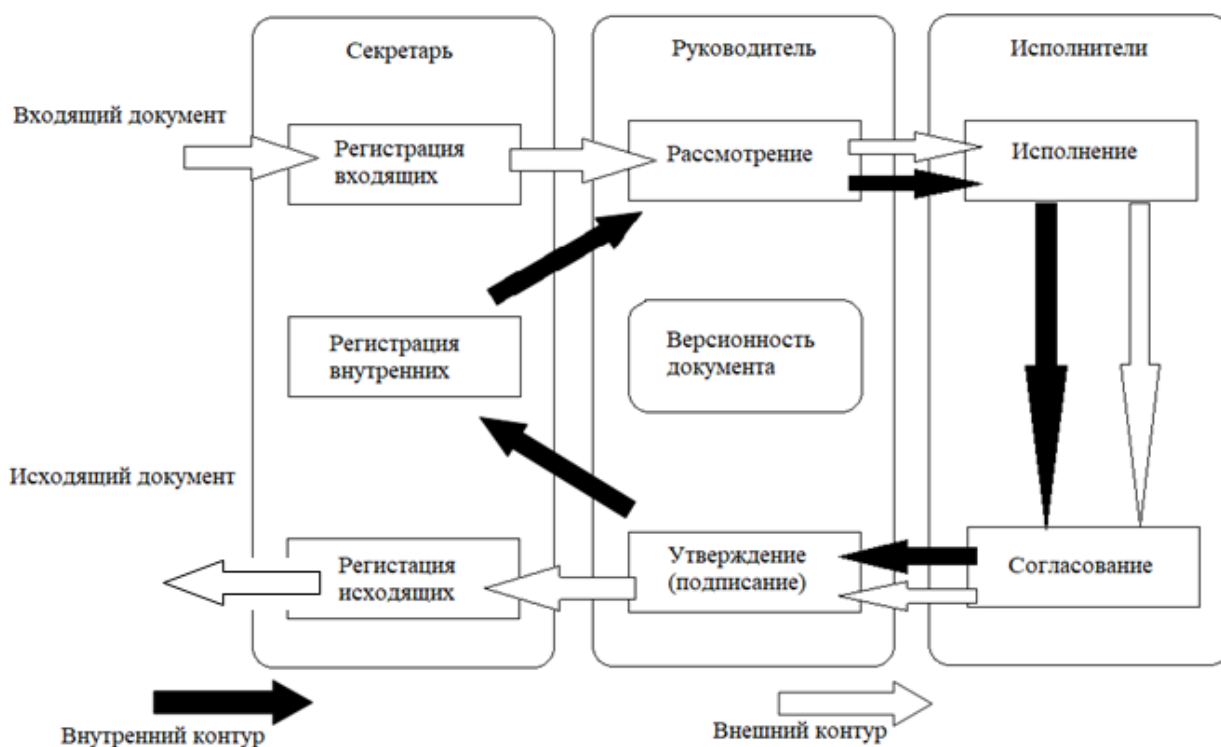 Секретарь
Руководитель
Исполнители
Входящий документ
Регистрация
входящих
Рассмотрение
Исполнение
Регистрация
внутренних
Версионность
документа
Исходящий документ
Регистация
исходящих
Утверждение
(подписание)
Согласование
Внутренний контур
Внешний контур